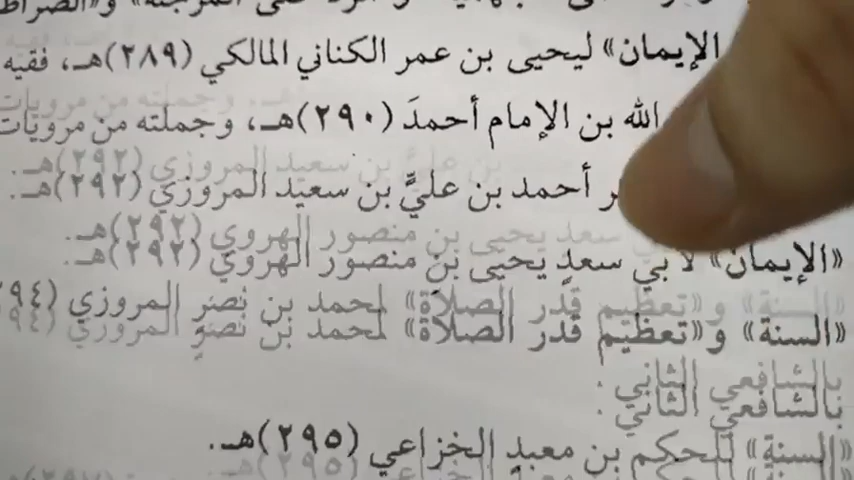 الإيمان» ليحيى بن عمر الكناني المالكي (٢٨٩)هـ، فقيه
الله بن الإمام أحمدَ (٢٩٠)هـ، وجملته من مرويات
ر أحمد بن عليٍّ بن سعيد المروزي (٢٩٢)هـ.
«الإيمان» لأبي سعدٍ يحيى بن منصور الهروي (٢٩٢)هـ.
«السنة» و«تعظيم قدر الصلاة» لمحمد بن نصرٍ المروزي (٢٩٤
بالشافعي الثاني.
«السنة» للحكم بن معبدٍ الخزاعي (٢٩٥)هـ.